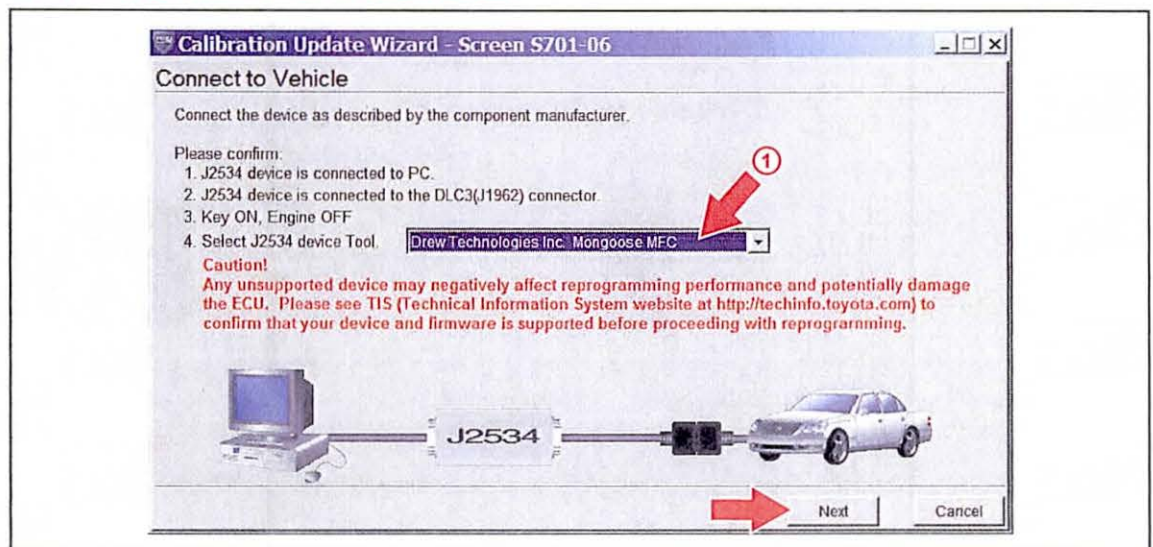 Calibration Update Wizard - Screen S701-06
Connect to Vehicle
Connect the device as described by the component manufacturer.
Please confirm:
1. J2534 device is connected to PC.
2. J2534 device is connected to the DLC3(J1962) connector.
3. Key ON, Engine OFF
4. Select J2534 device Tool. Drew Technologies Inc. Mongoose MFC
1
Caution!
Any unsupported device may negatively affect reprogramming performance and potentially damage
the ECU. Please see TIS (Technical Information System website at http://techinfo.toyota.com) to
confirm that your device and firmware is supported before proceeding with reprogramming.
J2534
Next Cancel